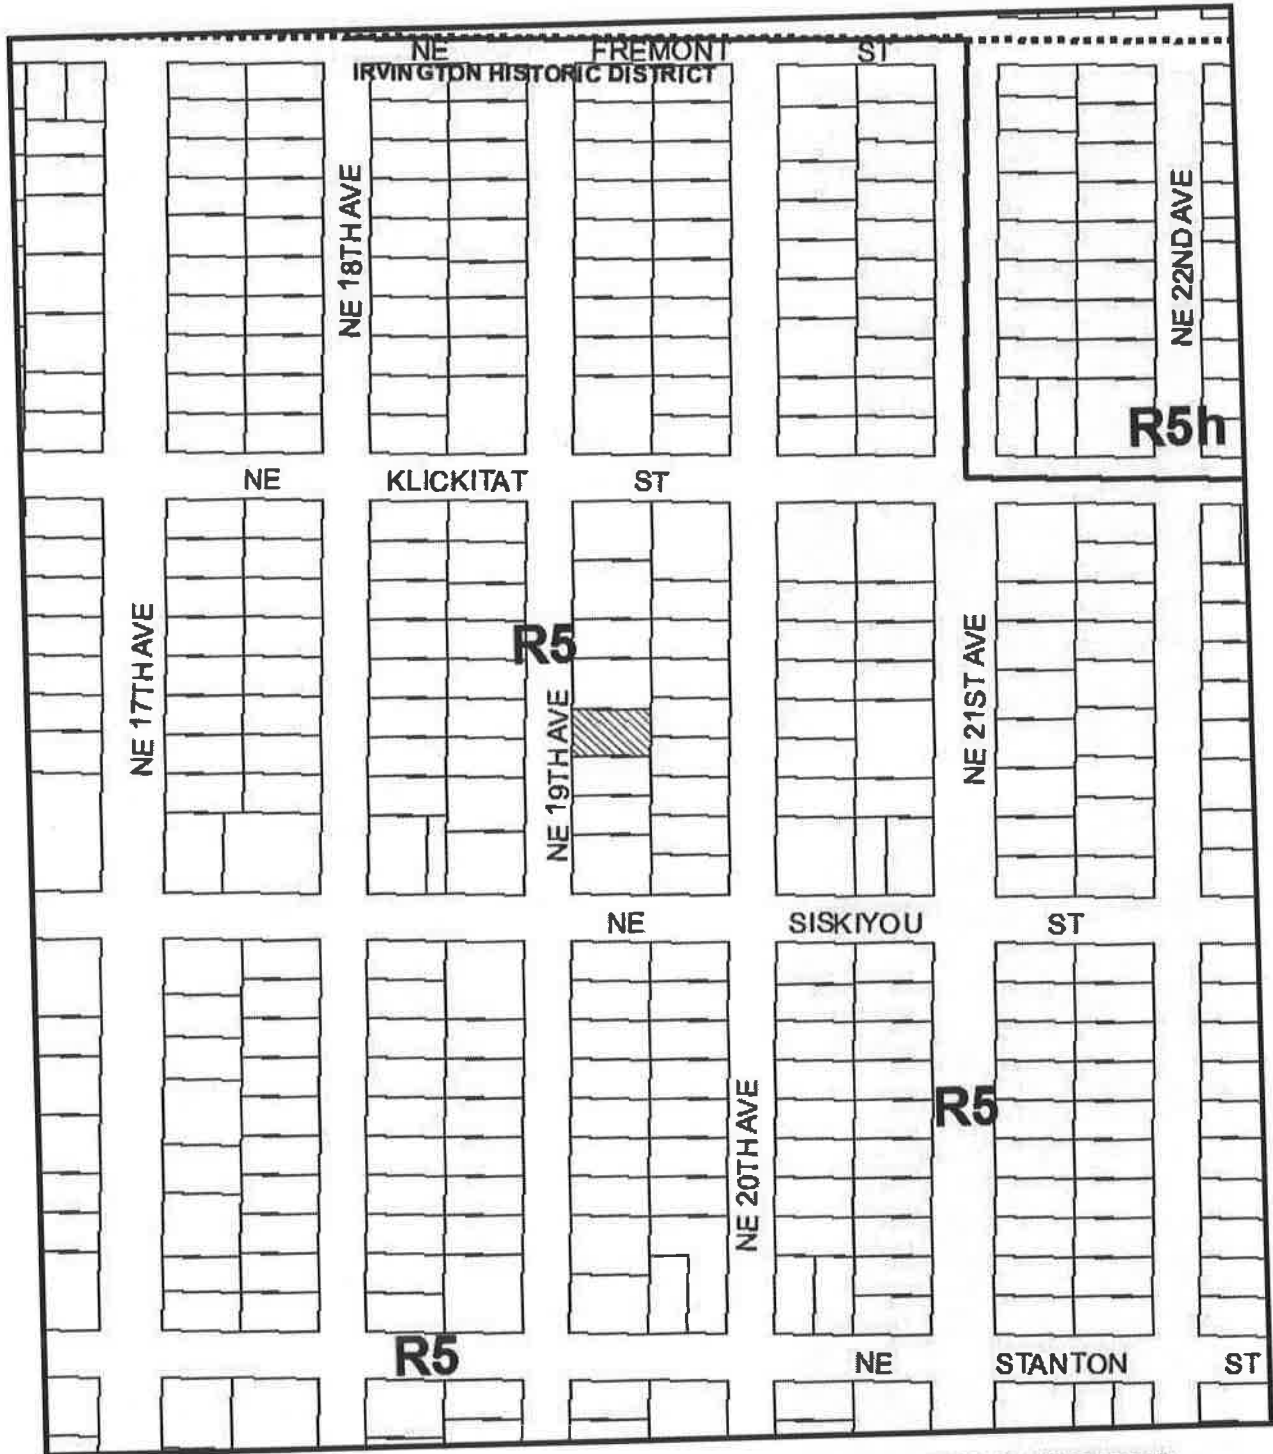 NE FREMONT ST
IRVINGTON HISTORIC DISTRICT
NE 18TH AVE
NE 22ND AVE
R5h
NE KLICKITAT ST
NE 17TH AVE
R5
NE 19TH AVE
NE 21ST AVE
NE SISKIYOU ST
NE 20TH AVE
R5
R5
NE STANTON ST